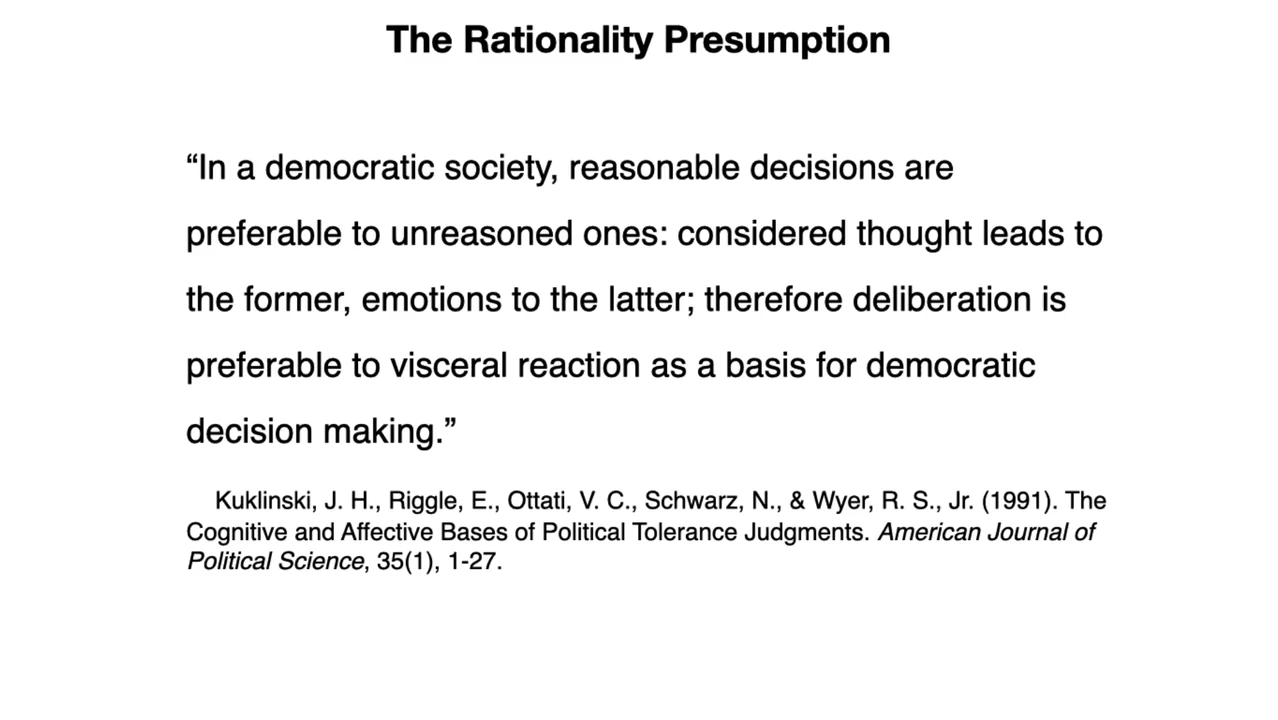 The Rationality Presumption
“In a democratic society, reasonable decisions are
preferable to unreasoned ones: considered thought leads to
the former, emotions to the latter; therefore deliberation is
preferable to visceral reaction as a basis for democratic
decision making.”
Kuklinski, J. H., Riggle, E., Ottati, V. C., Schwarz, N., & Wyer, R. S., Jr. (1991). The
Cognitive and Affective Bases of Political Tolerance Judgments. American Journal of
Political Science, 35(1), 1-27.